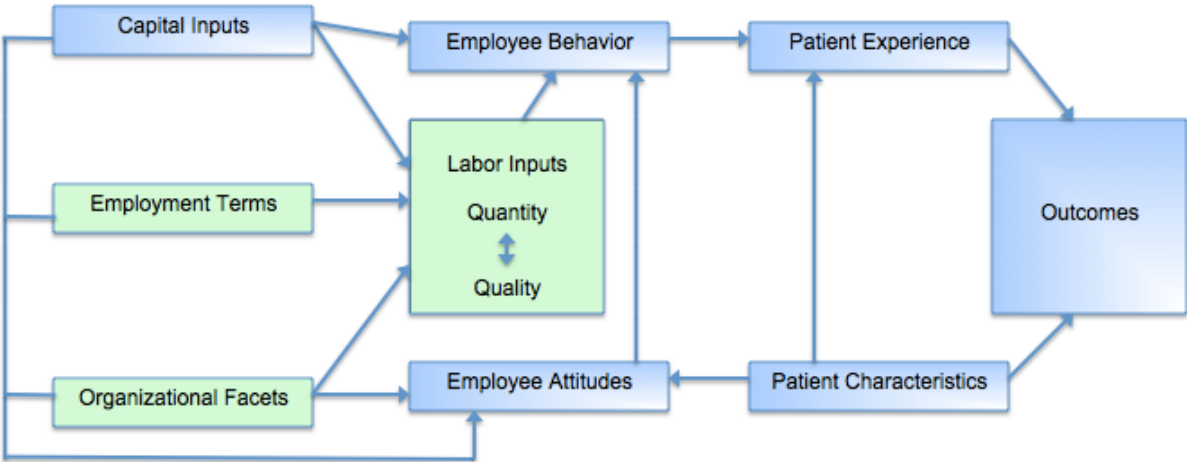 Capital Inputs
Employee Behavior
Patient Experience
Labor Inputs
Employment Terms
Quantity
Outcomes
Quality
Organizational Facets
Employee Attitudes
Patient Characteristics